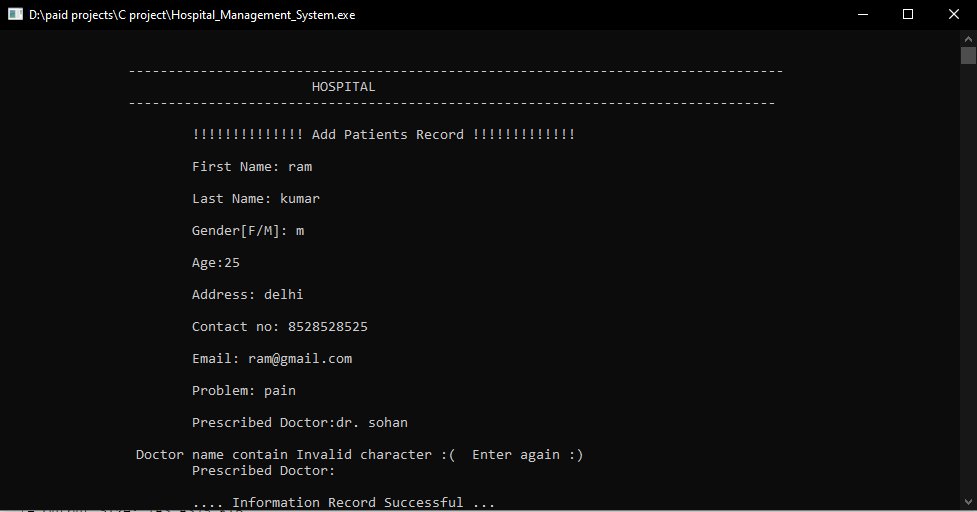 D:\paid projects\C project\Hospital_Management_System.exe
----------------------------------------------------------------------------------
HOSPITAL
---------------------------------------------------------------------------------
!!!!!!!!!!!!!! Add Patients Record !!!!!!!!!!!!!
First Name: ram
Last Name: kumar
Gender[F/M]: m
Age:25
Address: delhi
Contact no: 8528528525
Email: ram@gmail.com
Problem: pain
Prescribed Doctor:dr. sohan
Doctor name contain Invalid character :(  Enter again :)
Prescribed Doctor:
.... Information Record Successful ...